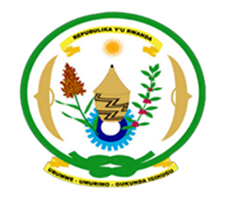 REPUBULIKA Y'U RWANDA
UBUMWE - UMURIMO - GUKUNDA IGIHUGU